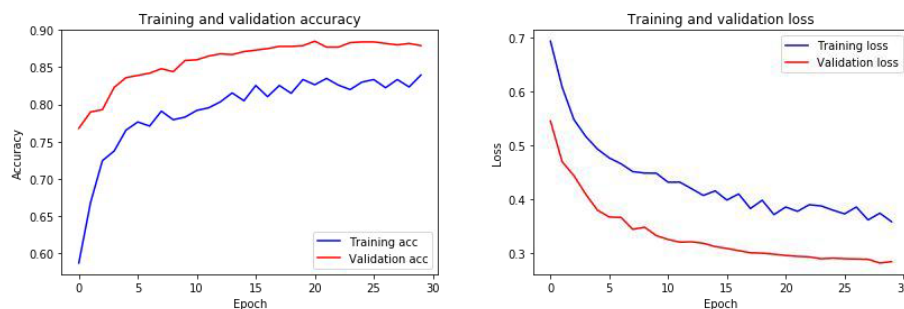 Training and validation accuracy
0.90
0.85
0.80
0.75
0.70
0.65
0.60
Accuracy
Training acc
Validation acc
0 5 10 15 20 25 30
Epoch
Training and validation loss
0.7
0.6
0.5
0.4
0.3
Loss
Training loss
Validation loss
0 5 10 15 20 25
Epoch